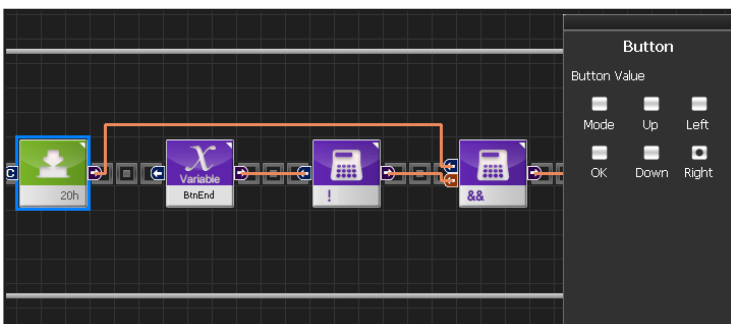 Button
Button Value
Mode Up Left
OK Down Right
C
20h
X
Variable
BtnEnd
!
&&